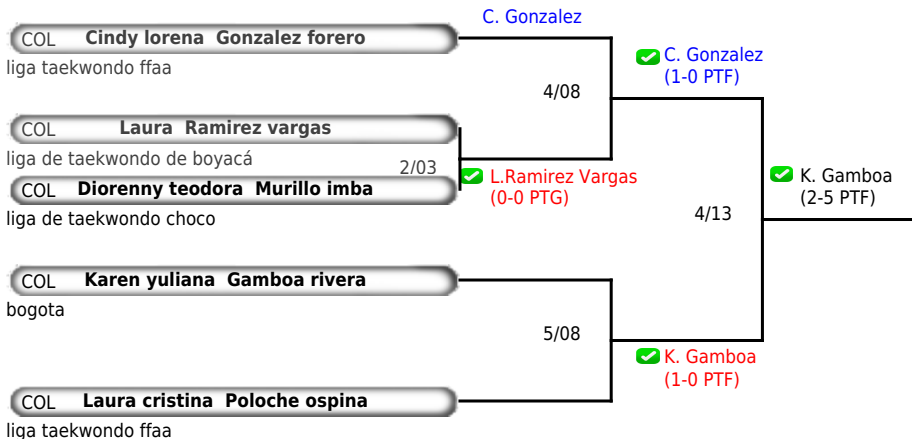 C. Gonzalez
COL Cindy lorena Gonzalez forero
liga taekwondo ffaa
C. Gonzalez
(1-0 PTF)
4/08
COL Laura Ramirez vargas
liga de taekwondo de boyacá
2/03
L.Ramirez Vargas
(0-0 PTG)
COL Diorenny teodora Murillo imba
liga de taekwondo choco
K. Gamboa
(2-5 PTF)
4/13
COL Karen yuliana Gamboa rivera
bogota
5/08
K. Gamboa
(1-0 PTF)
COL Laura cristina Poloche ospina
liga taekwondo ffaa